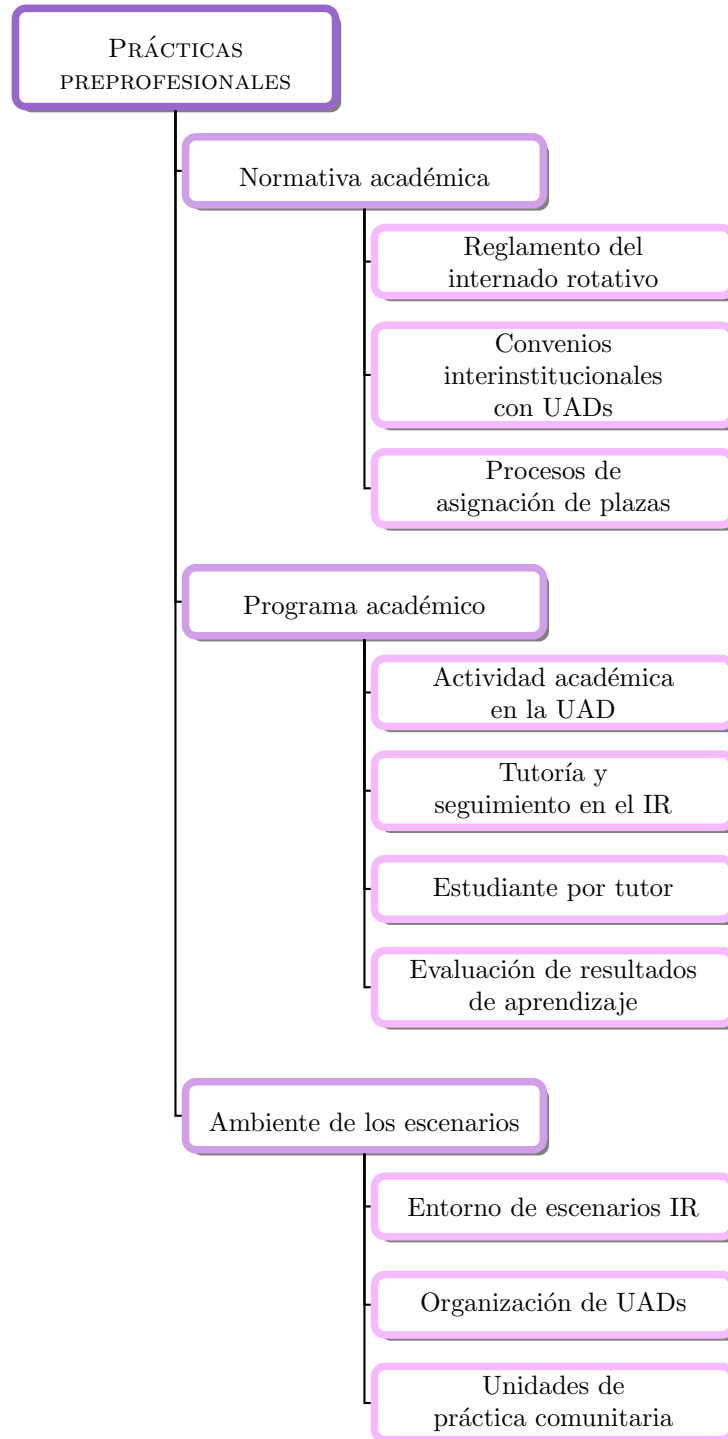 PRÁCTICAS
PREPROFESIONALES
Normativa académica
Reglamento del
internado rotativo
Convenios
interinstitucionales
con UADs
Procesos de
asignación de plazas
Programa académico
Actividad académica
en la UAD
Tutoría y
seguimiento en el IR
Estudiante por tutor
Evaluación de resultados
de aprendizaje
Ambiente de los escenarios
Entorno de escenarios IR
Organización de UADs
Unidades de
práctica comunitaria